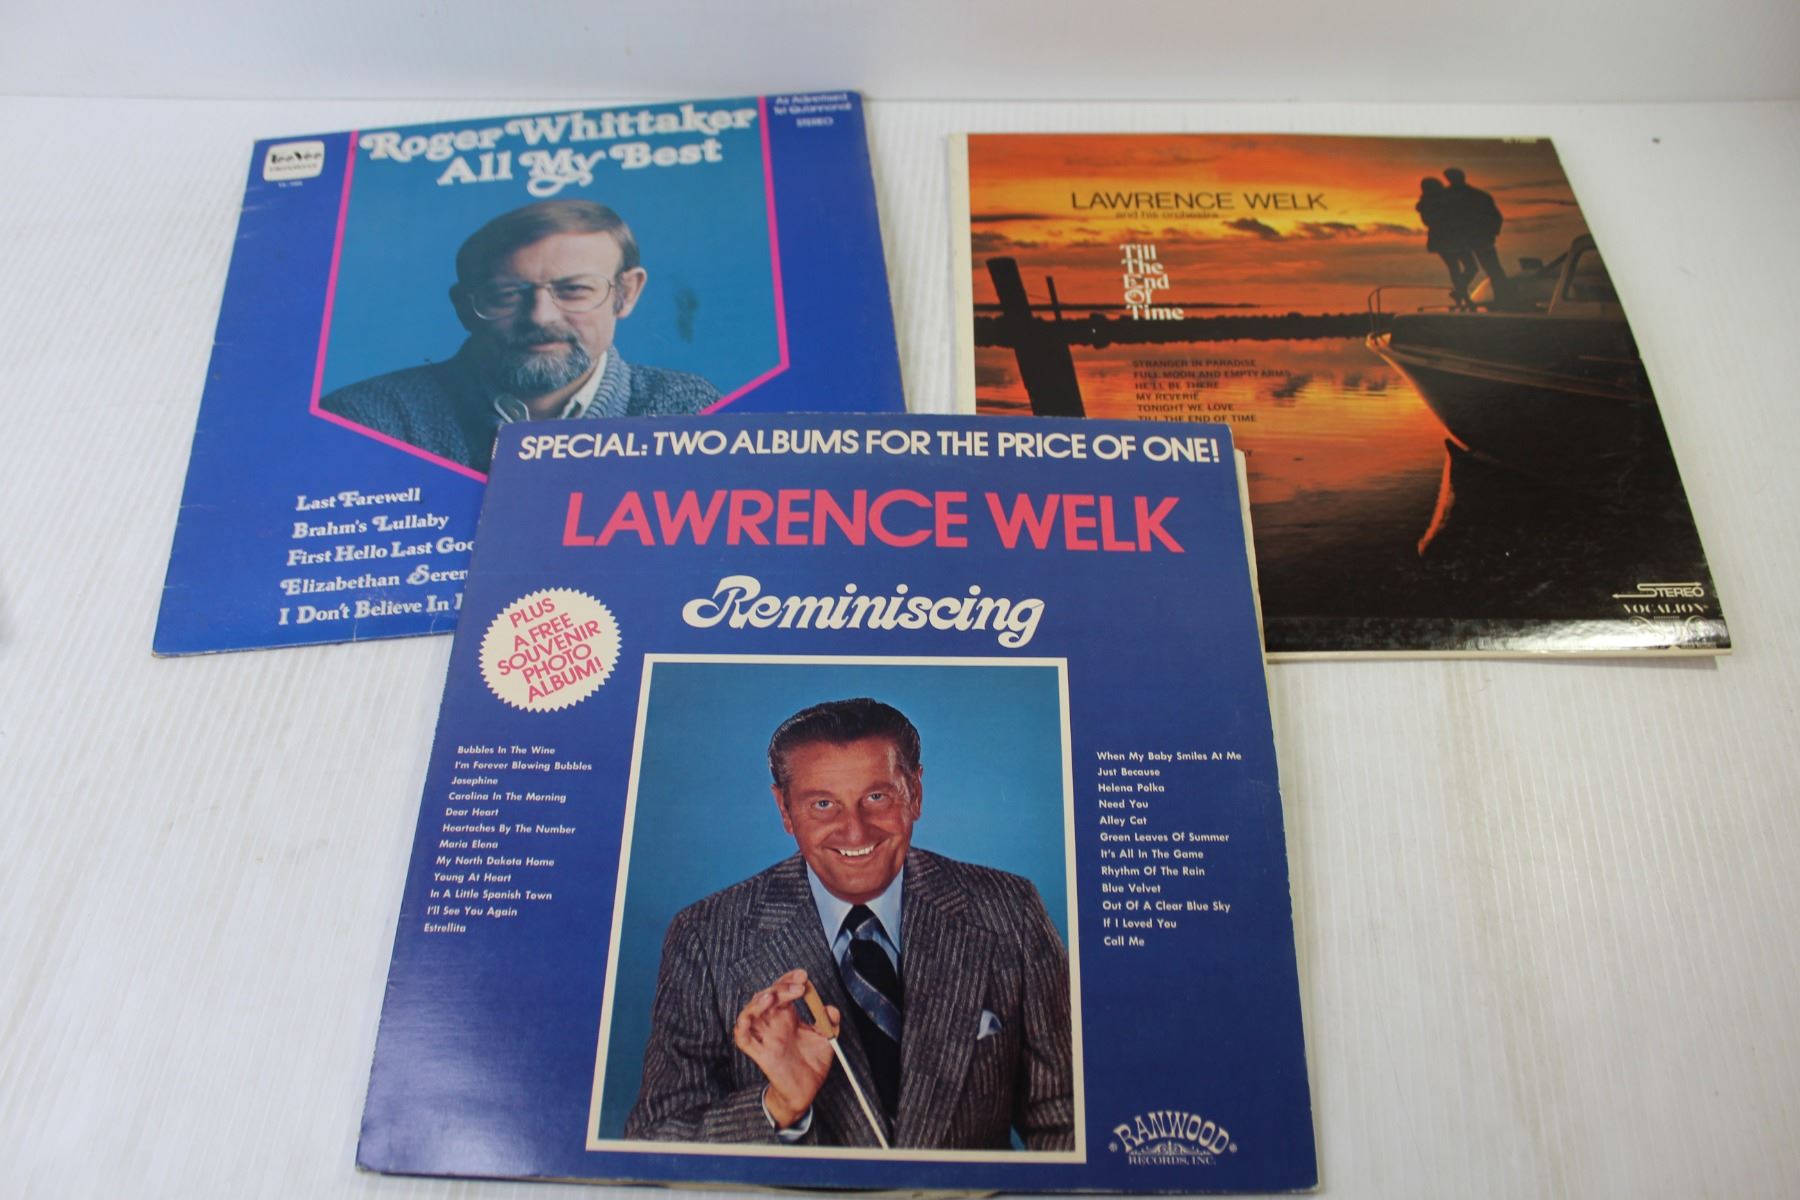 TeeVee
Roger Whittaker
All My Best
As Advertised
STEREO
Last Farewell
Brahm's Lullaby
First Hello Last
Elizabethan
I Don't Believe In
LAWRENCE WELK
and his orchestra
Till
The
End
Of
Time
STRANGER IN PARADISE
FULL MOON AND EMPTY ARMS
HE'LL BE THERE
MY REVERIE
TONIGHT WE LOVE
TILL THE END OF TIME
STEREO
VOCALION
SPECIAL: TWO ALBUMS FOR THE PRICE OF ONE!
LAWRENCE WELK
Reminiscing
PLUS
A FREE
SOUVENIR
PHOTO
ALBUM!
Bubbles In The Wine
I'm Forever Blowing Bubbles
Josephine
Carolina In The Morning
Dear Heart
Heartaches By The Number
Maria Elena
My North Dakota Home
Young At Heart
In A Little Spanish Town
I'll See You Again
Estrellita
When My Baby Smiles At Me
Just Because
Helena Polka
Need You
Alley Cat
Green Leaves Of Summer
It's All In The Game
Rhythm Of The Rain
Blue Velvet
Out Of A Clear Blue Sky
If I Loved You
Call Me
RANWOOD
RECORDS, INC.